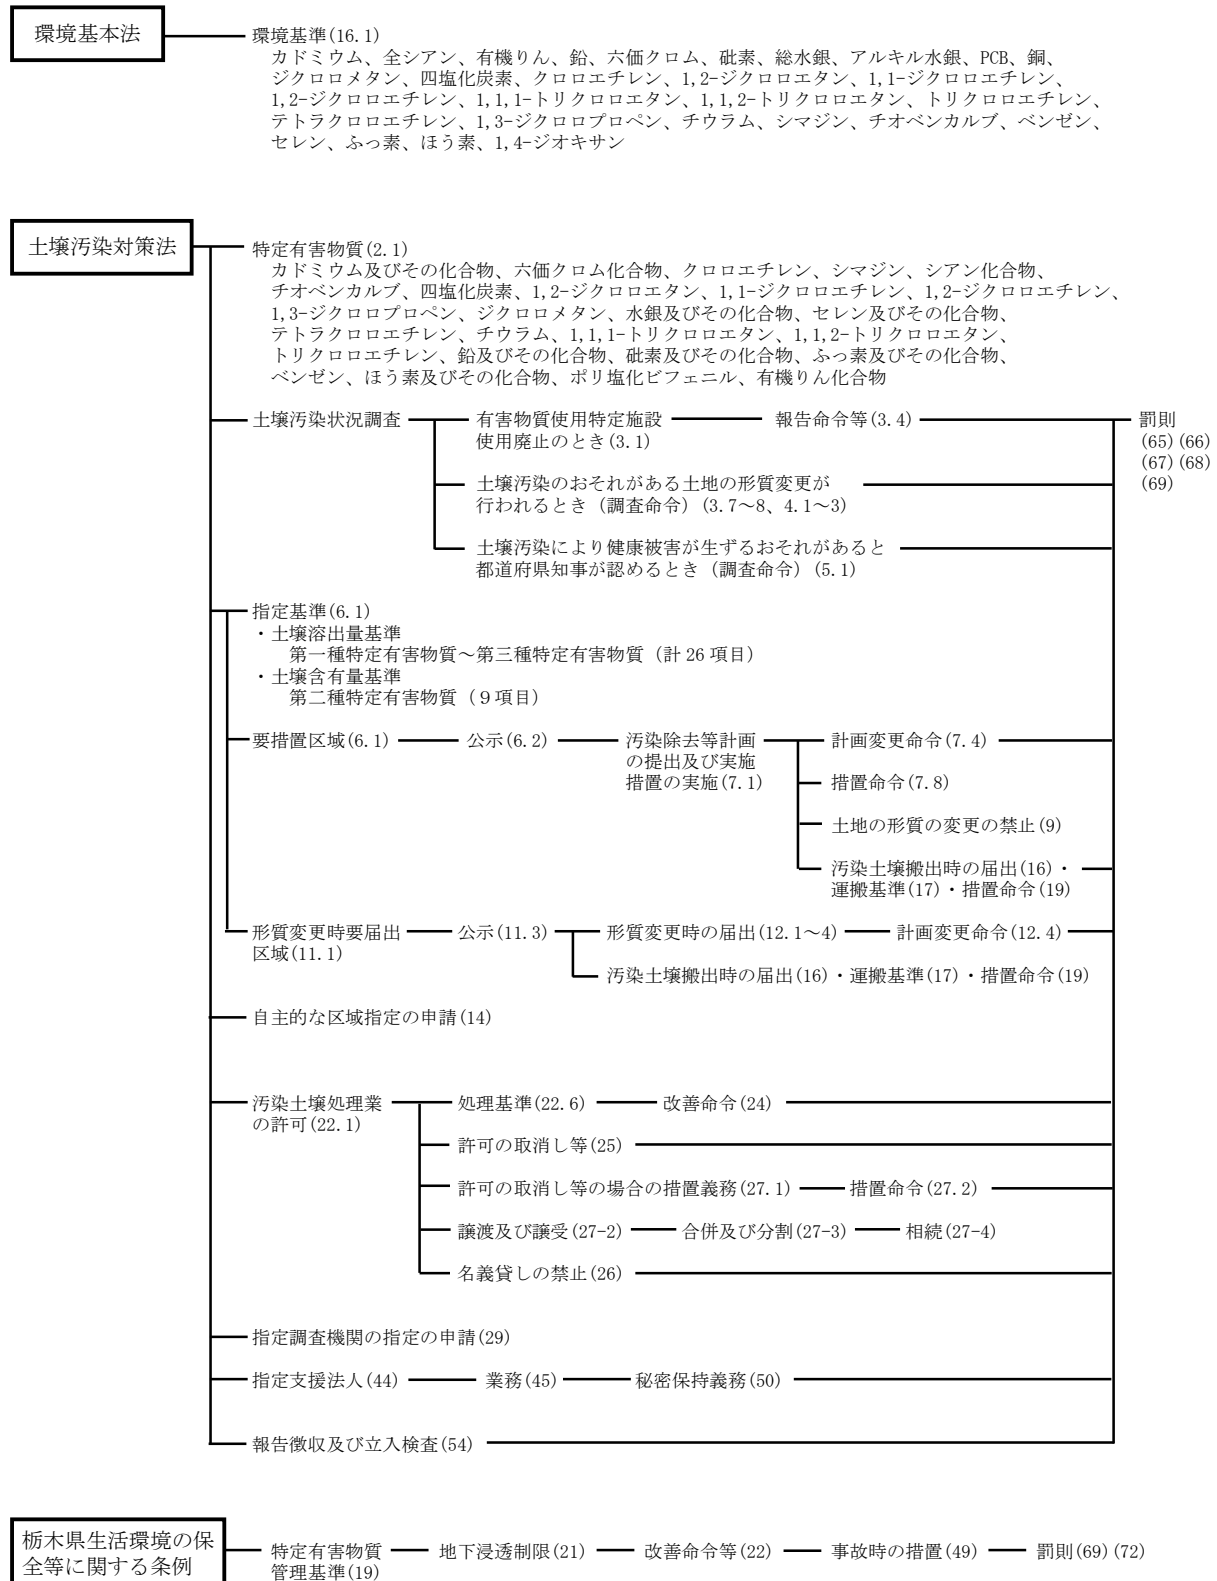 環境基本法
環境基準(16.1)
カドミウム、全シアン、有機りん、鉛、六価クロム、砒素、総水銀、アルキル水銀、PCB、銅、
ジクロロメタン、四塩化炭素、クロロエチレン、1,2-ジクロロエタン、1,1-ジクロロエチレン、
1,2-ジクロロエチレン、1,1,1-トリクロロエタン、1,1,2-トリクロロエタン、トリクロロエチレン、
テトラクロロエチレン、1,3-ジクロロプロペン、チウラム、シマジン、チオベンカルブ、ベンゼン、
セレン、ふっ素、ほう素、1,4-ジオキサン
土壌汚染対策法
特定有害物質(2.1)
カドミウム及びその化合物、六価クロム化合物、クロロエチレン、シマジン、シアン化合物、
チオベンカルブ、四塩化炭素、1,2-ジクロロエタン、1,1-ジクロロエチレン、1,2-ジクロロエチレン、
1,3-ジクロロプロペン、ジクロロメタン、水銀及びその化合物、セレン及びその化合物、
テトラクロロエチレン、チウラム、1,1,1-トリクロロエタン、1,1,2-トリクロロエタン、
トリクロロエチレン、鉛及びその化合物、砒素及びその化合物、ふっ素及びその化合物、
ベンゼン、ほう素及びその化合物、ポリ塩化ビフェニル、有機りん化合物
土壌汚染状況調査 有害物質使用特定施設 報告命令等(3.4) 罰則
使用廃止のとき(3.1) (65)(66)
(67)(68)
土壌汚染のおそれがある土地の形質変更が (69)
行われるとき(調査命令)(3.7～8、4.1～3)
土壌汚染により健康被害が生ずるおそれがあると
都道府県知事が認めるとき(調査命令)(5.1)
指定基準(6.1)
・土壌溶出量基準
第一種特定有害物質～第三種特定有害物質(計26項目)
・土壌含有量基準
第二種特定有害物質(９項目)
要措置区域(6.1) 公示(6.2) 汚染除去等計画 計画変更命令(7.4)
の提出及び実施
措置の実施(7.1) 措置命令(7.8)
土地の形質の変更の禁止(9)
汚染土壌搬出時の届出(16)・
運搬基準(17)・措置命令(19)
形質変更時要届出 公示(11.3) 形質変更時の届出(12.1～4) 計画変更命令(12.4)
区域(11.1)
汚染土壌搬出時の届出(16)・運搬基準(17)・措置命令(19)
自主的な区域指定の申請(14)
汚染土壌処理業 処理基準(22.6) 改善命令(24)
の許可(22.1)
許可の取消し等(25)
許可の取消し等の場合の措置義務(27.1) 措置命令(27.2)
譲渡及び譲受(27-2) 合併及び分割(27-3) 相続(27-4)
名義貸しの禁止(26)
指定調査機関の指定の申請(29)
指定支援法人(44) 業務(45) 秘密保持義務(50)
報告徴収及び立入検査(54)
栃木県生活環境の保
全等に関する条例
特定有害物質 地下浸透制限(21) 改善命令等(22) 事故時の措置(49) 罰則(69)(72)
管理基準(19)